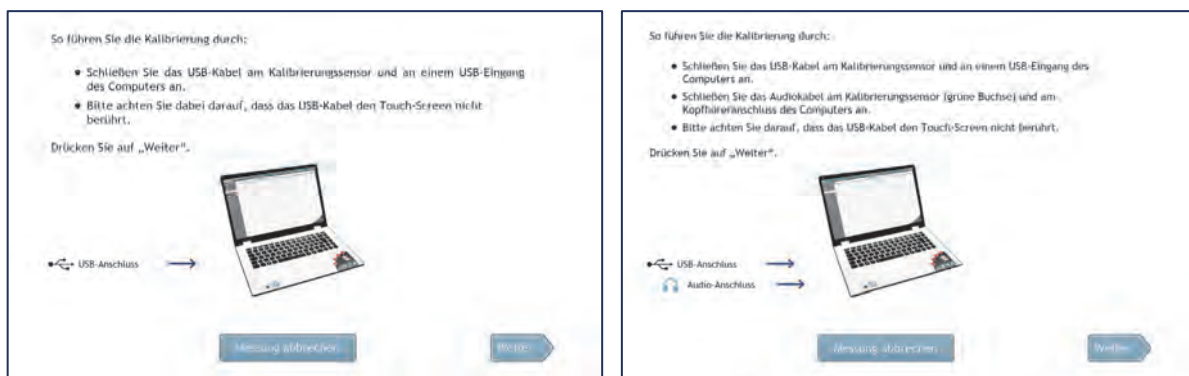 So führen Sie die Kalibrierung durch:
• Schließen Sie das USB-Kabel am Kalibrierungssensor und an einem USB-Eingang
des Computers an.
• Bitte achten Sie dabei darauf, dass das USB-Kabel den Touch-Screen nicht
berührt.
Drücken Sie auf „Weiter“.
USB-Anschluss
Messung abbrechen
Weiter
So führen Sie die Kalibrierung durch:
• Schließen Sie das USB-Kabel am Kalibrierungssensor und an einem USB-Eingang des
Computers an.
• Schließen Sie das Audiokabel am Kalibrierungssensor (grüne Buchse) und am
Kopfhöreranschluss des Computers an.
• Bitte achten Sie darauf, dass das USB-Kabel den Touch-Screen nicht berührt.
Drücken Sie auf „Weiter“.
USB-Anschluss
Audio-Anschluss
Messung abbrechen
Weiter